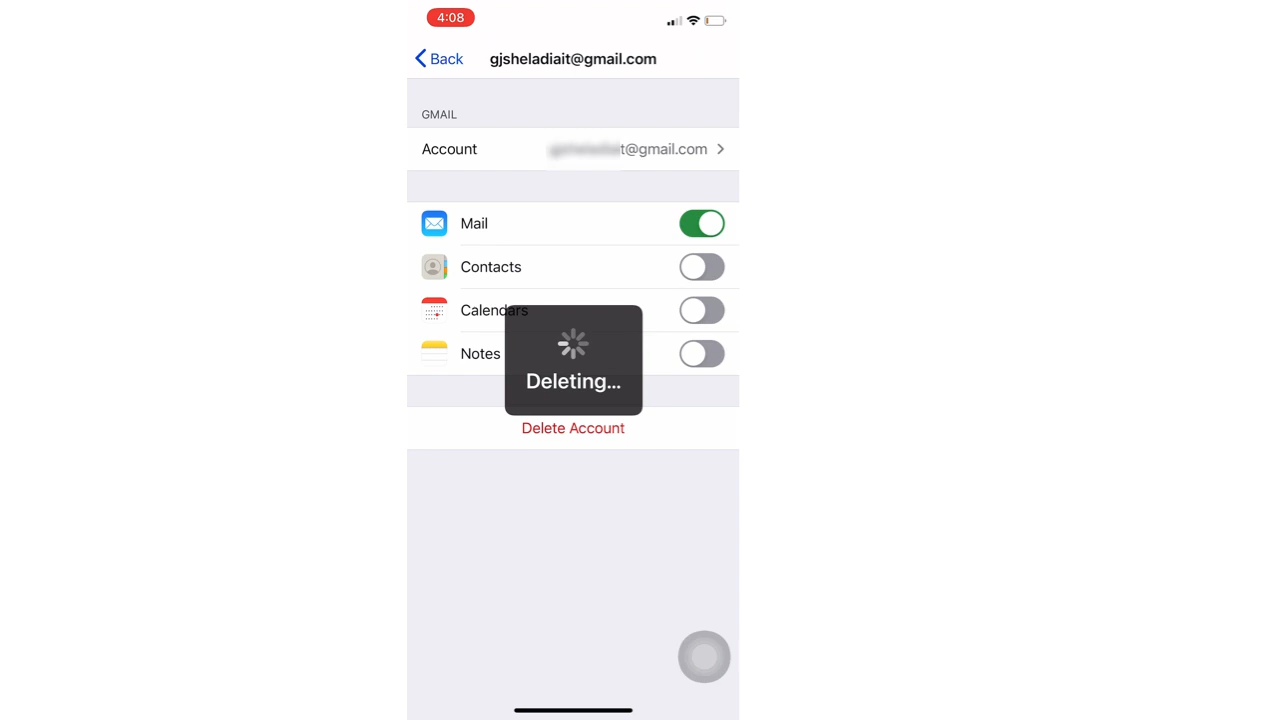 4:08
Back gjsheladiait@gmail.com
GMAIL
Account t@gmail.com
Mail
Contacts
Calendars
Notes
Deleting...
Delete Account